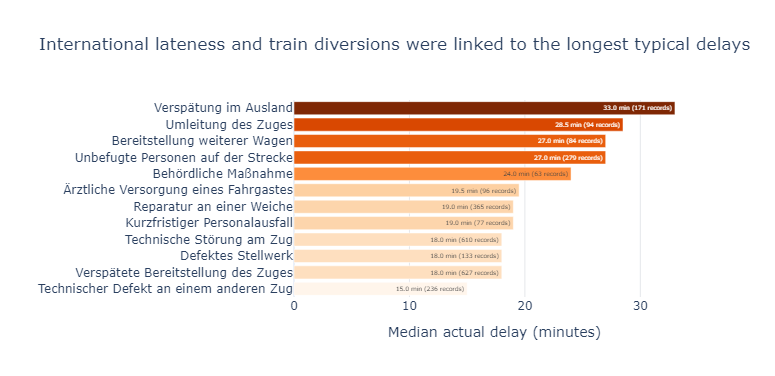 International lateness and train diversions were linked to the longest typical delays
Verspätung im Ausland 33.0 min (171 records)
Umleitung des Zuges 28.5 min (94 records)
Bereitstellung weiterer Wagen 27.0 min (84 records)
Unbefugte Personen auf der Strecke 27.0 min (279 records)
Behördliche Maßnahme 24.0 min (63 records)
Ärztliche Versorgung eines Fahrgastes 19.5 min (96 records)
Reparatur an einer Weiche 19.0 min (365 records)
Kurzfristiger Personalausfall 19.0 min (77 records)
Technische Störung am Zug 18.0 min (610 records)
Defektes Stellwerk 18.0 min (133 records)
Verspätete Bereitstellung des Zuges 18.0 min (627 records)
Technischer Defekt an einem anderen Zug 15.0 min (236 records)
0 10 20 30
Median actual delay (minutes)